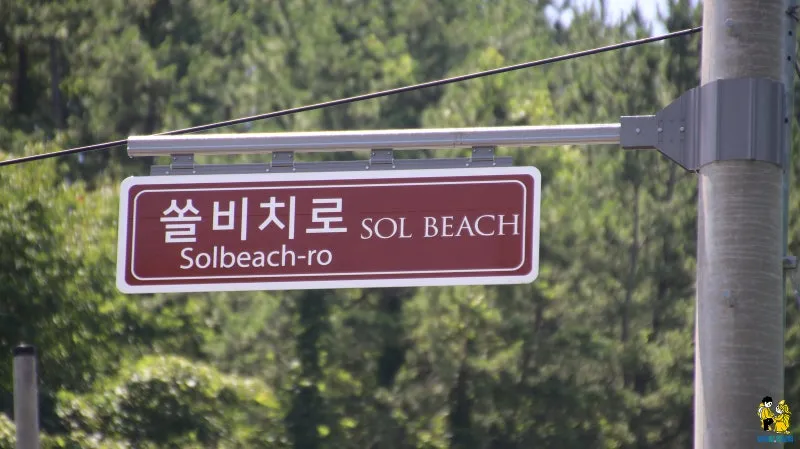 쏠비치로 SOL BEACH
Solbeach-ro